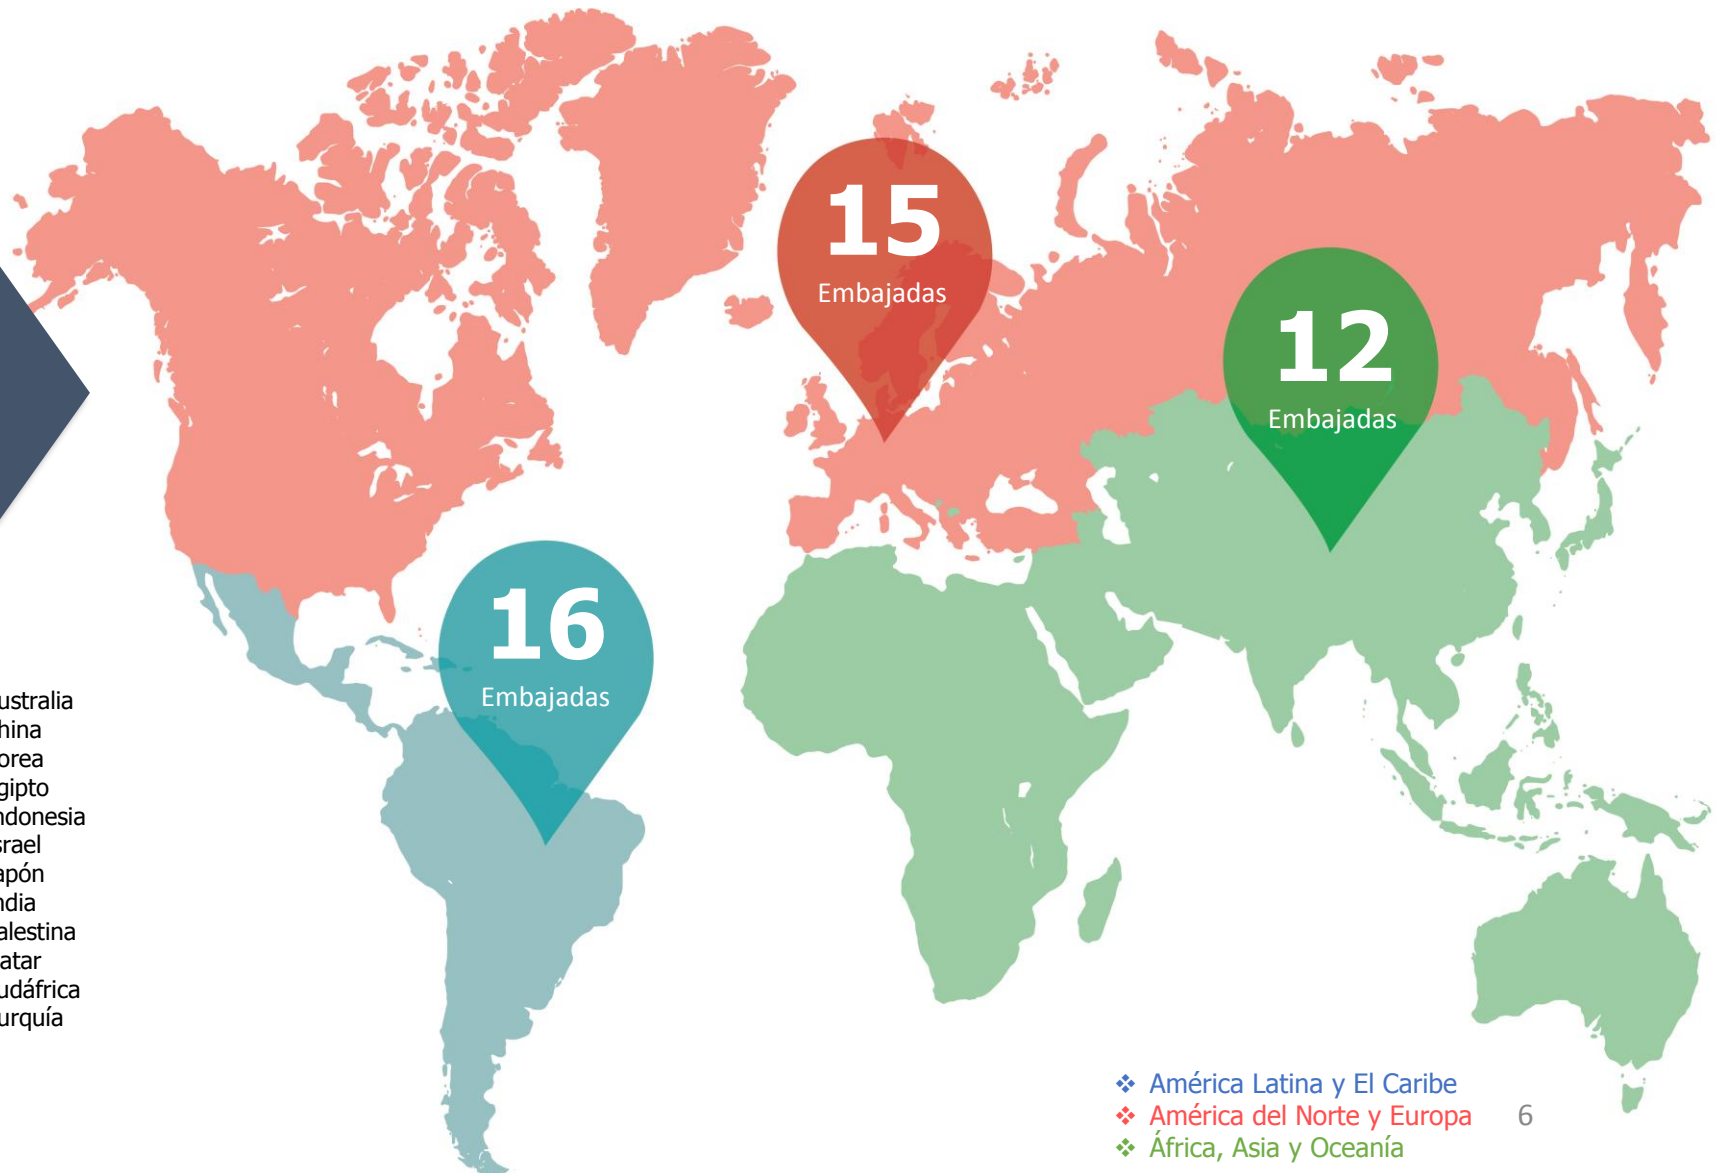 15
Embajadas
12
Embajadas
16
Embajadas
ustralia
hina
orea
gipto
ndonesia
srael
apón
ndia
alestina
atar
udáfrica
urquía
❖ América Latina y El Caribe
❖ América del Norte y Europa
❖ África, Asia y Oceanía
6